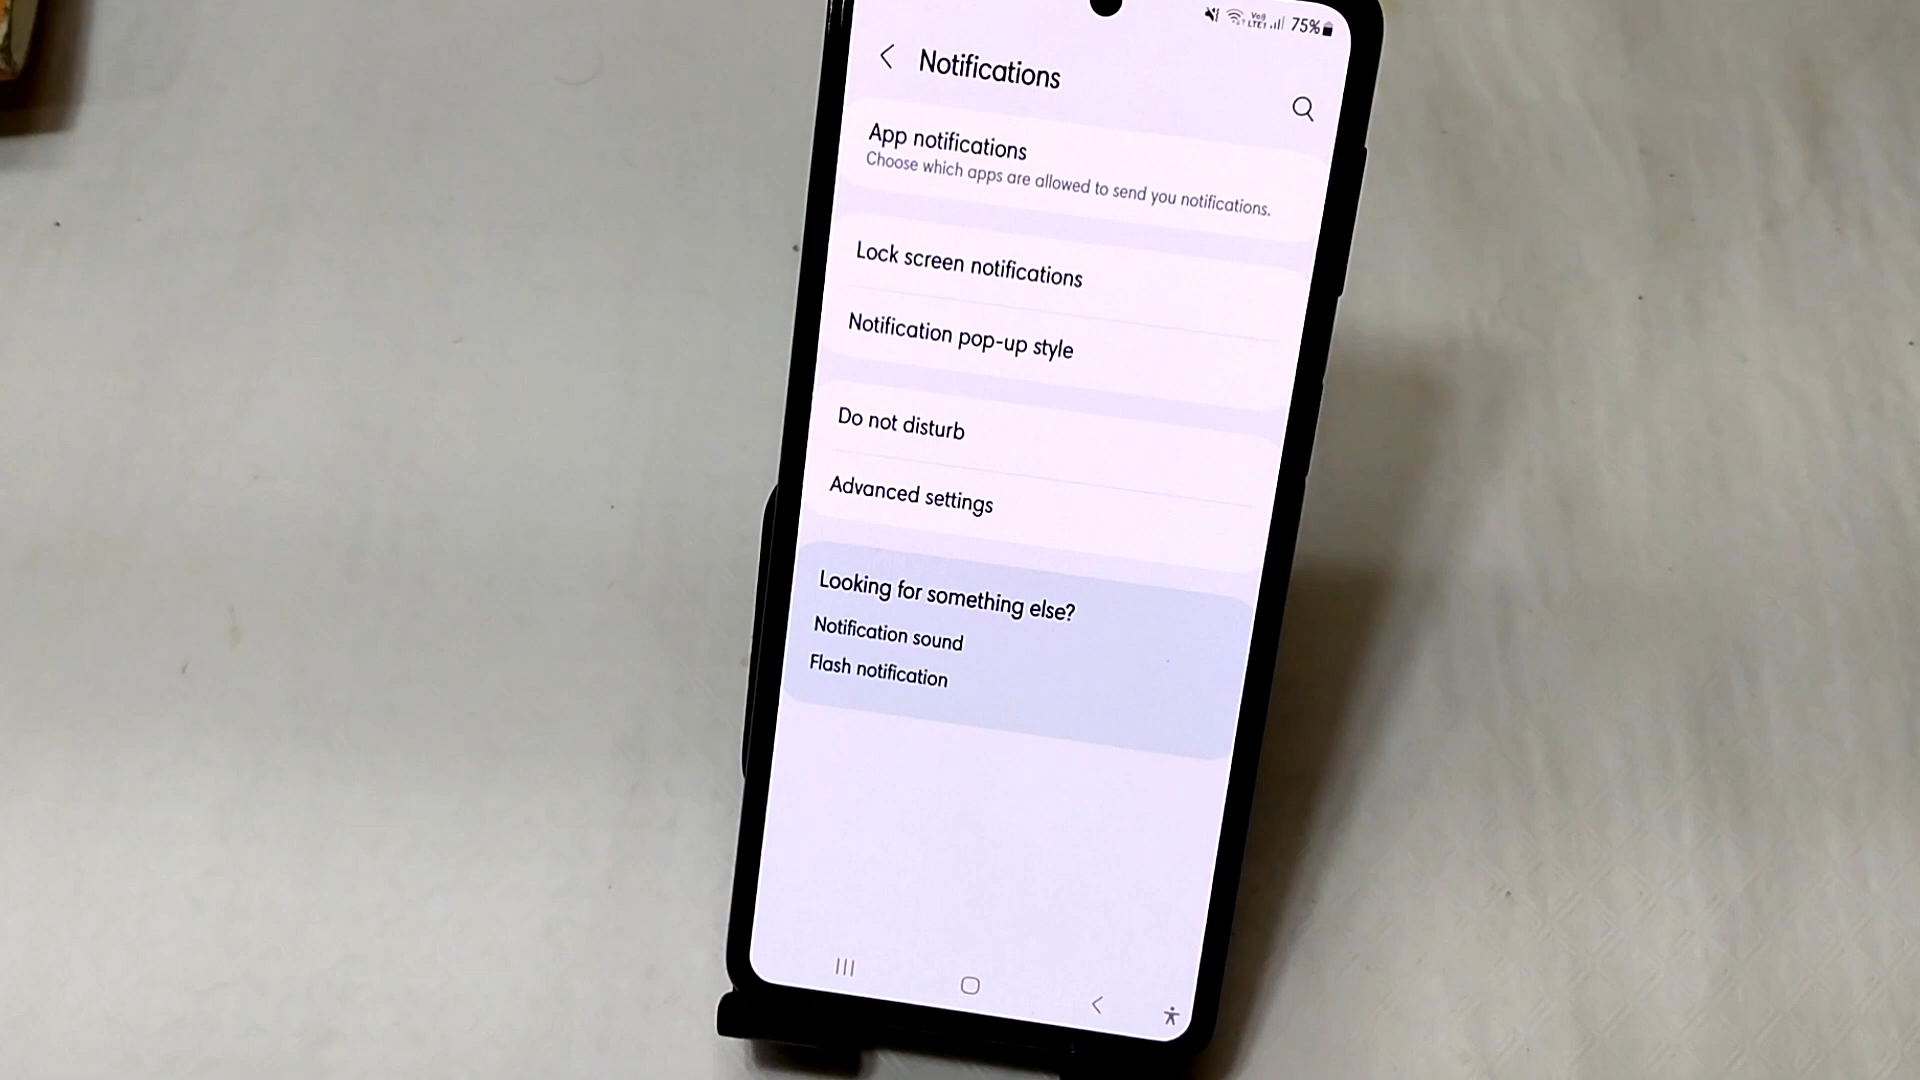 VoLTE1 75%
Notifications
App notifications
Choose which apps are allowed to send you notifications.
Lock screen notifications
Notification pop-up style
Do not disturb
Advanced settings
Looking for something else?
Notification sound
Flash notification